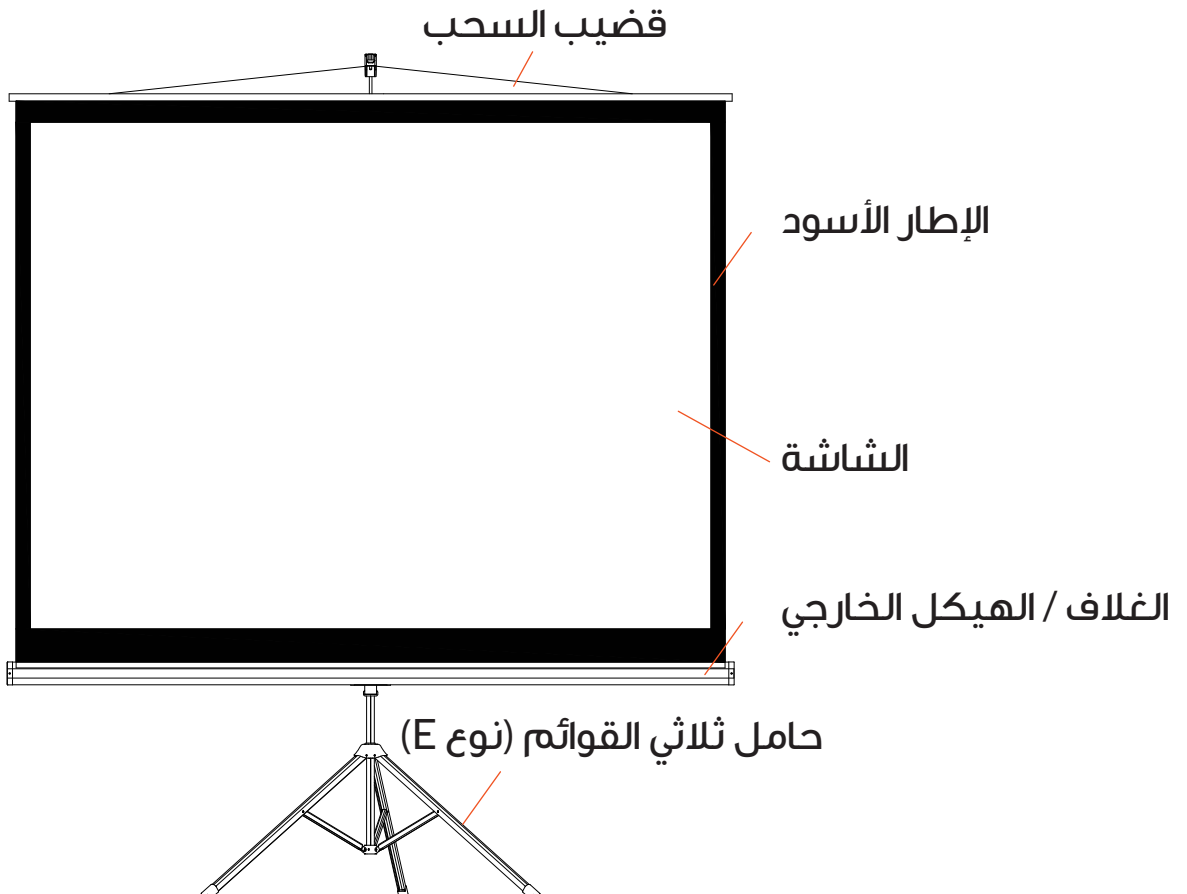 قضيب السحب
الإطار الأسود
الشاشة
الغلاف / الهيكل الخارجي
حامل ثلاثي القوائم (نوع E)